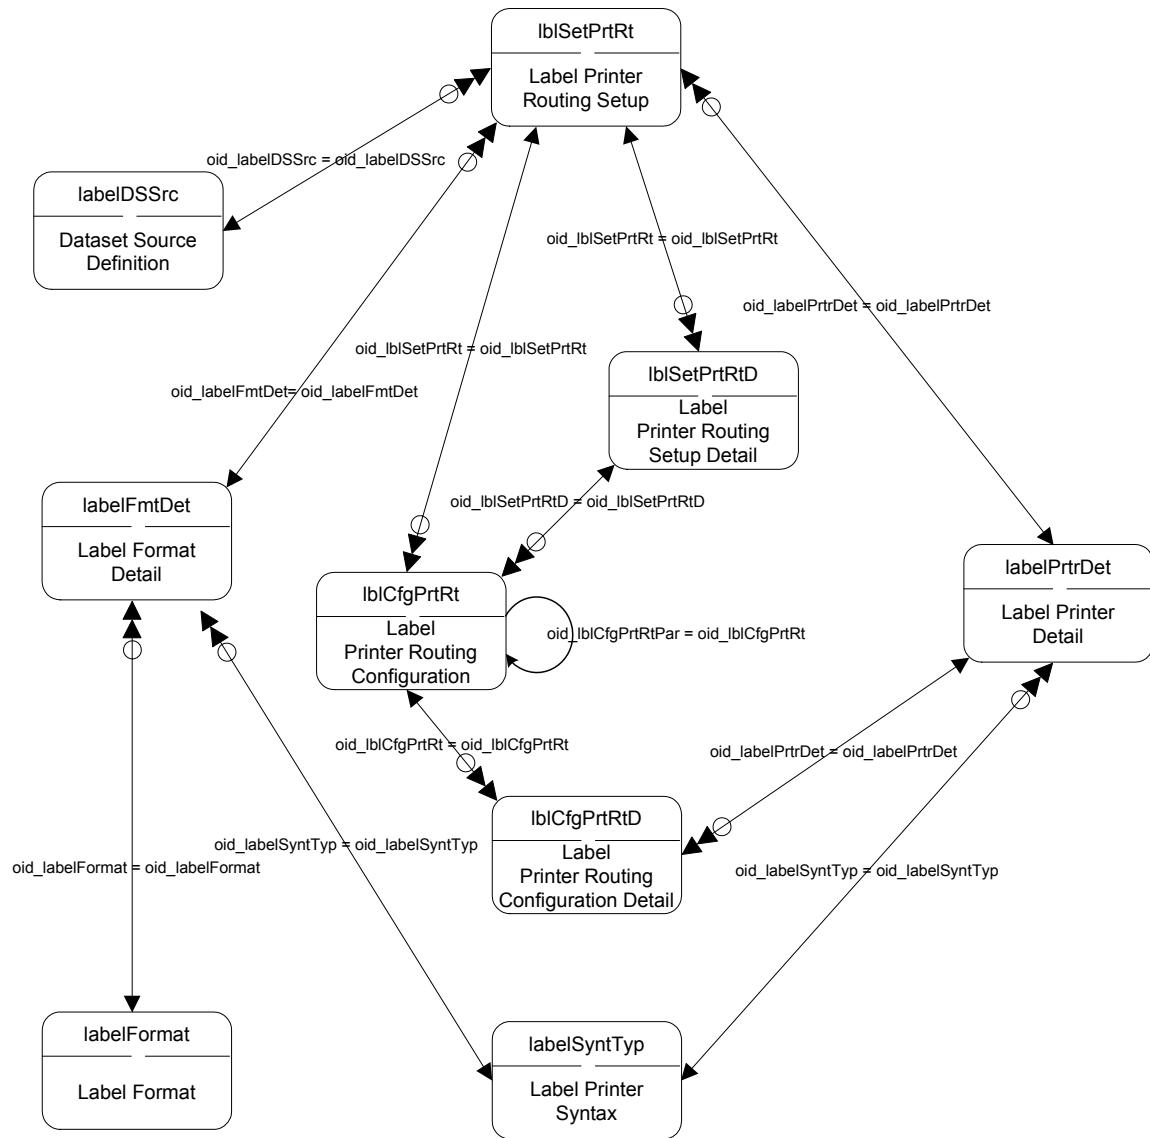 lblSetPrtRt
Label Printer
Routing Setup
oid_labelDSSrc = oid_labelDSSrc
labelDSSrc
Dataset Source
Definition
oid_lblSetPrtRt = oid_lblSetPrtRt
oid_labelPrtrDet = oid_labelPrtrDet
oid_lblSetPrtRt = oid_lblSetPrtRt
lblSetPrtRtD
Label
Printer Routing
Setup Detail
oid_labelFmtDet= oid_labelFmtDet
labelFmtDet
Label Format
Detail
oid_lblSetPrtRtD = oid_lblSetPrtRtD
labelPrtrDet
Label Printer
Detail
lblCfgPrtRt
Label
Printer Routing
Configuration
oid_lblCfgPrtRtPar = oid_lblCfgPrtRt
oid_lblCfgPrtRt = oid_lblCfgPrtRt
oid_labelPrtrDet = oid_labelPrtrDet
lblCfgPrtRtD
Label
Printer Routing
Configuration Detail
oid_labelSyntTyp = oid_labelSyntTyp
oid_labelFormat = oid_labelFormat
oid_labelSyntTyp = oid_labelSyntTyp
labelFormat
Label Format
labelSyntTyp
Label Printer
Syntax